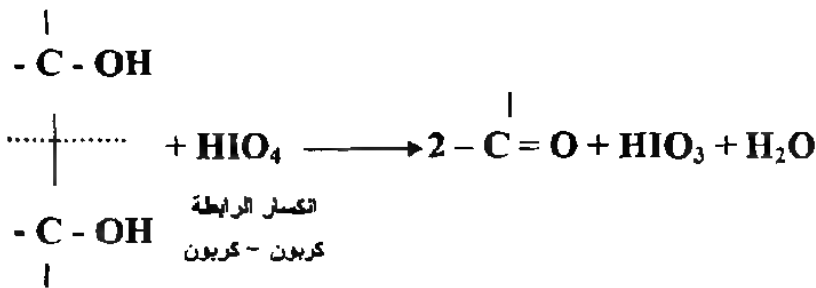 - C - OH
+ HIO₄ ⟶ 2 – C = O + HIO₃ + H₂O
انكسار الرابطة
- C - OH
كربون - كربون